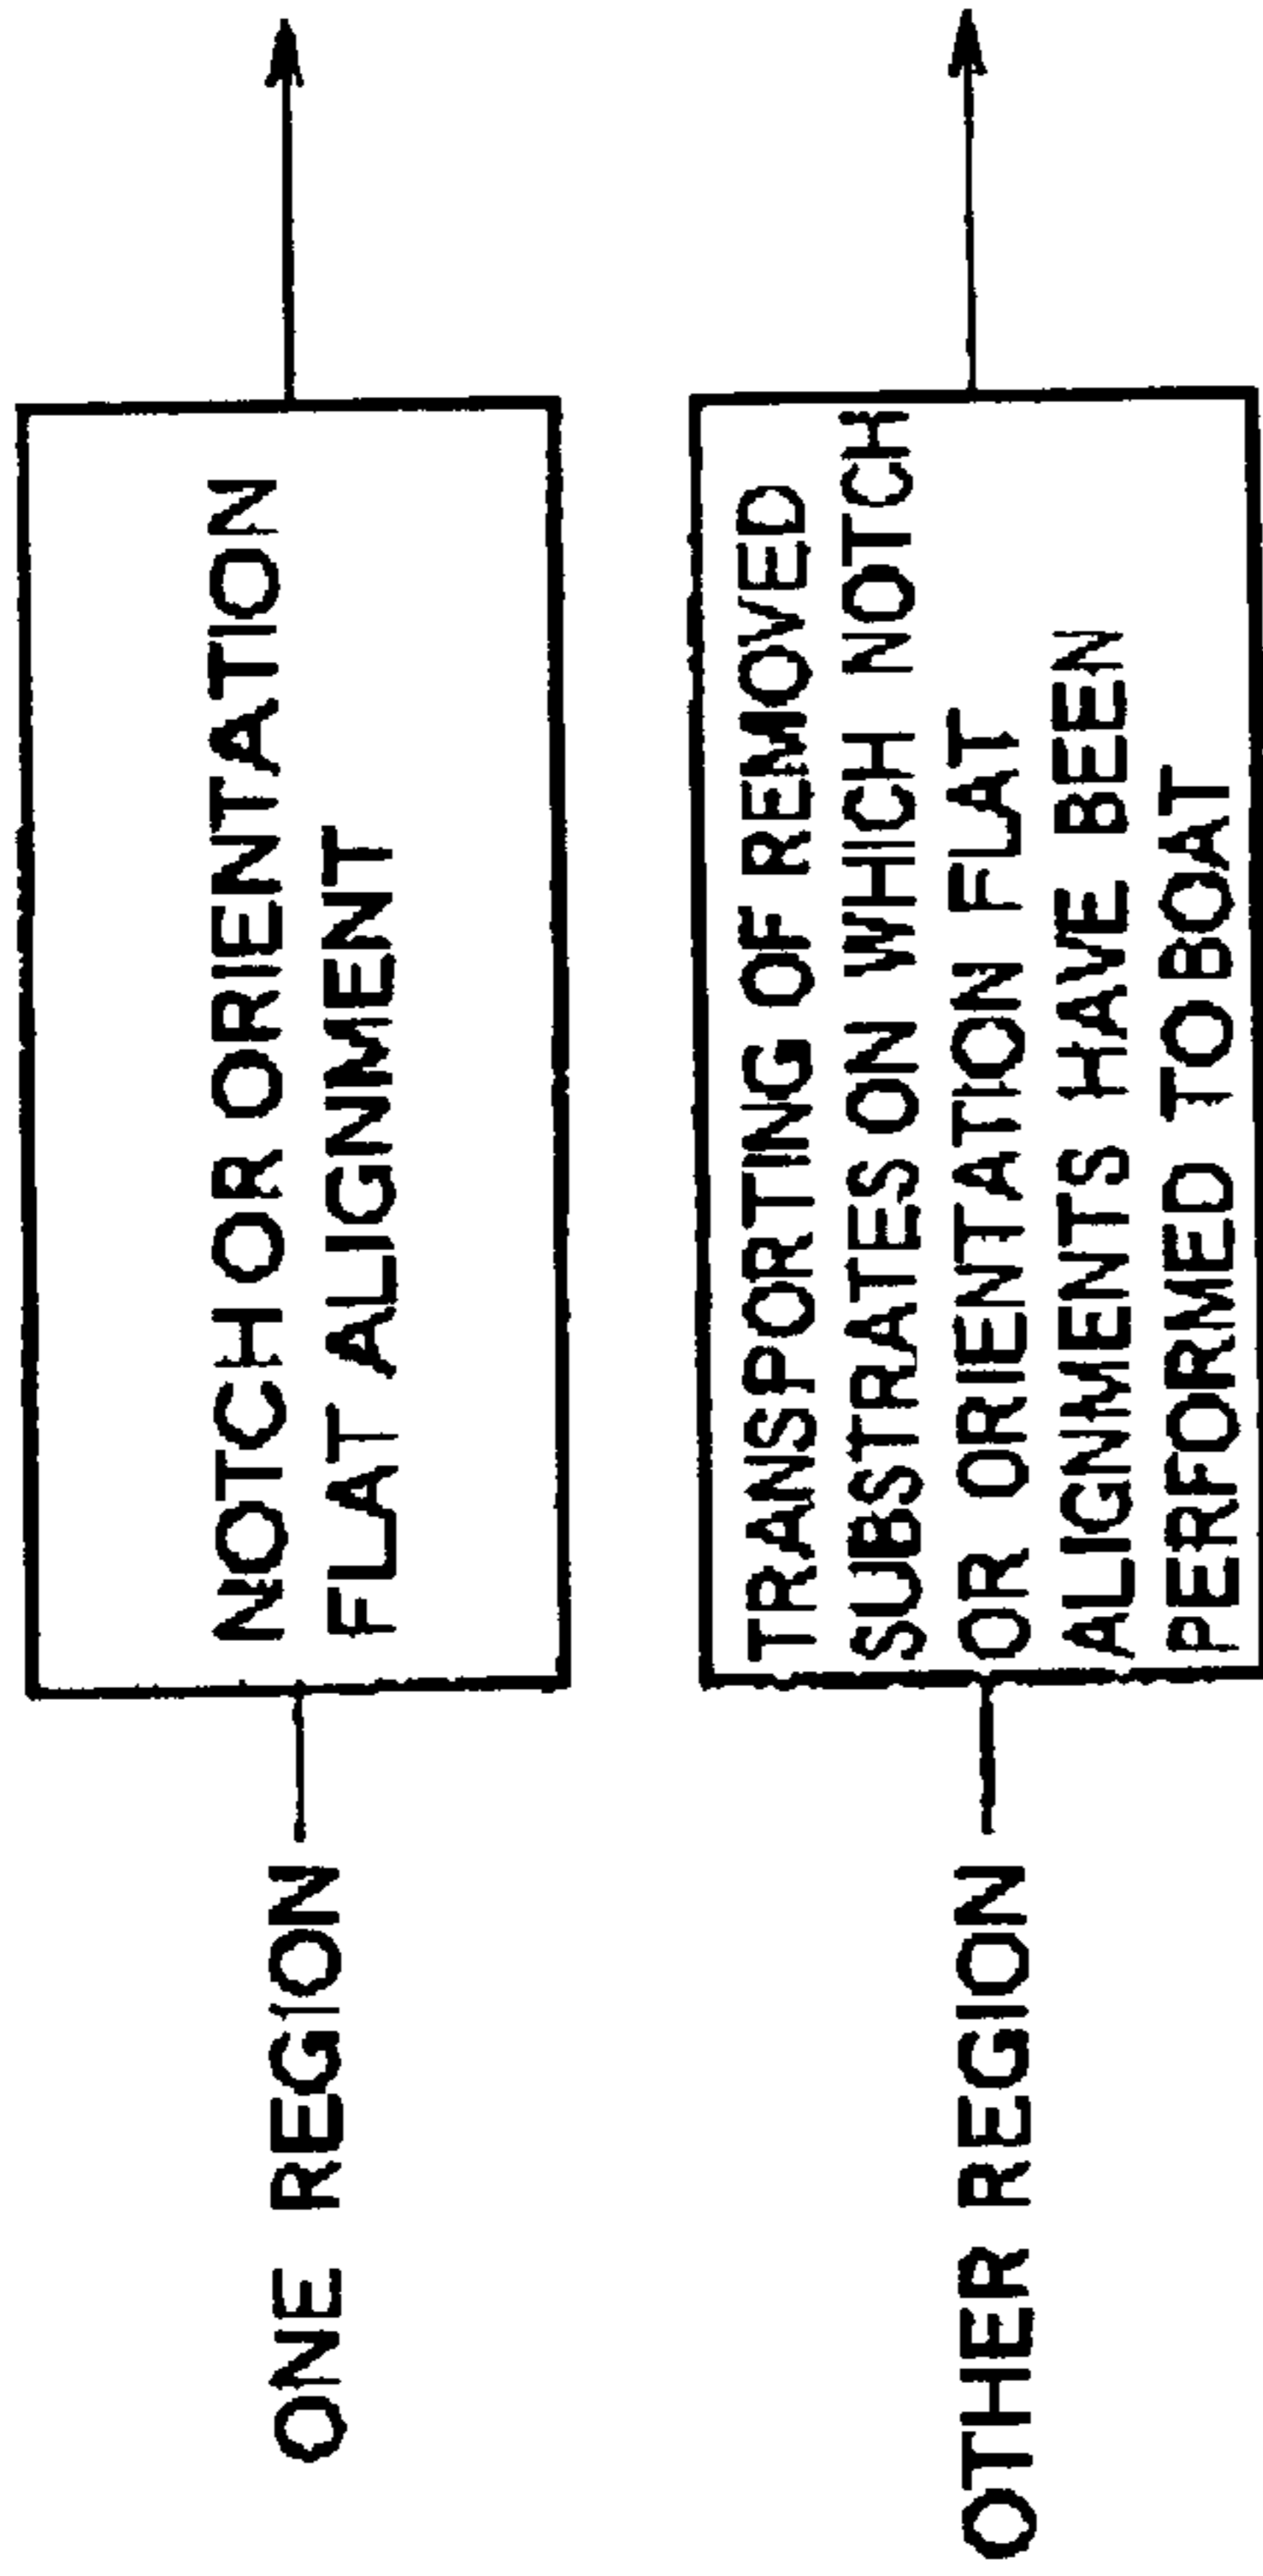 ONE REGION
NOTCH OR ORIENTATION
FLAT ALIGNMENT
OTHER REGION
TRANSPORTING OF REMOVED
SUBSTRATES ON WHICH NOTCH
OR ORIENTATION FLAT
ALIGNMENTS HAVE BEEN
PERFORMED TO BOAT